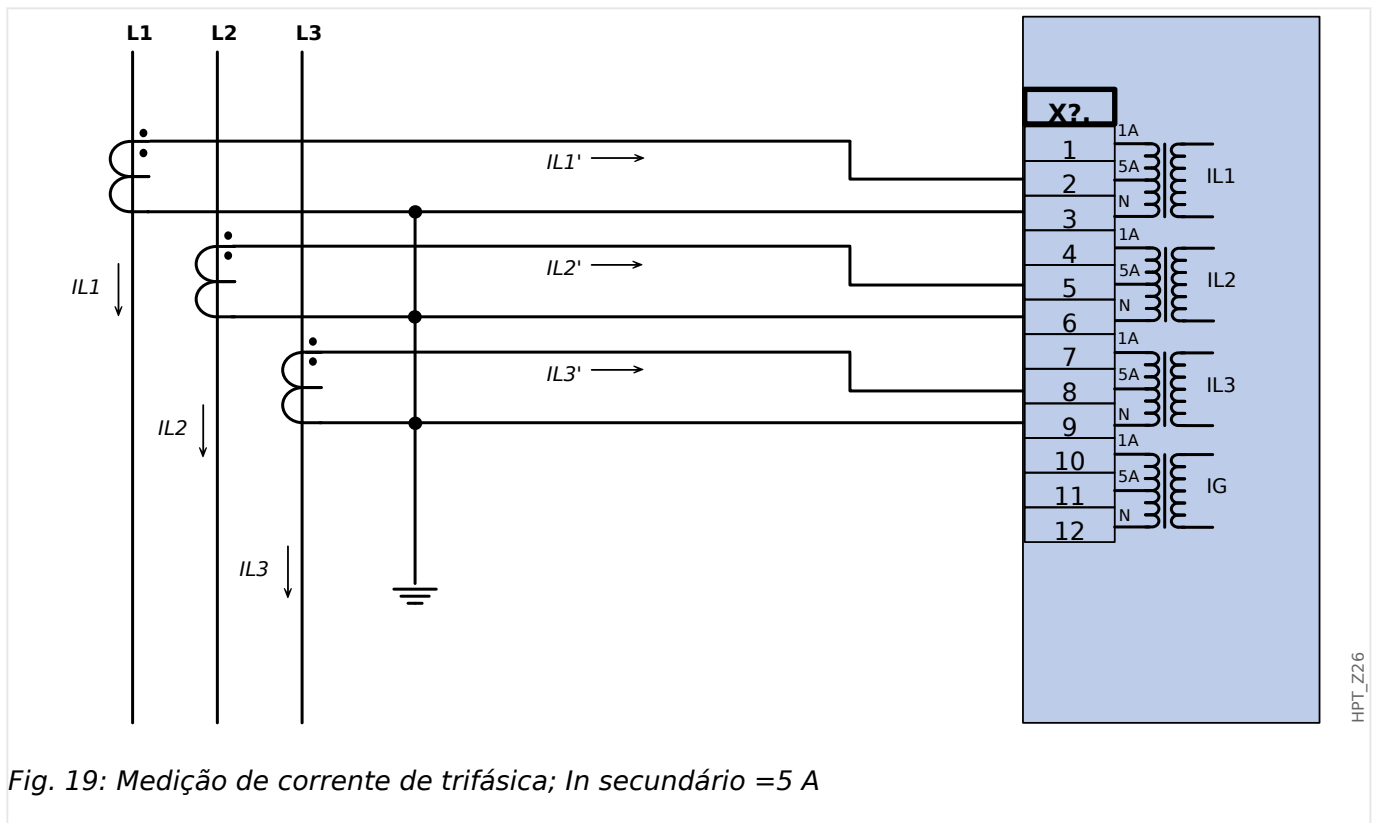 L1 L2 L3
X?.
1A
1
IL1'
5A
IL1
2
N
3
1A
4
IL2'
5A
IL2
IL1
5
N
6
1A
7
IL3'
5A
IL3
8
N
IL2
9
1A
10
5A
IG
11
N
12
IL3
HPT_Z26
Fig. 19: Medição de corrente de trifásica; In secundário =5 A